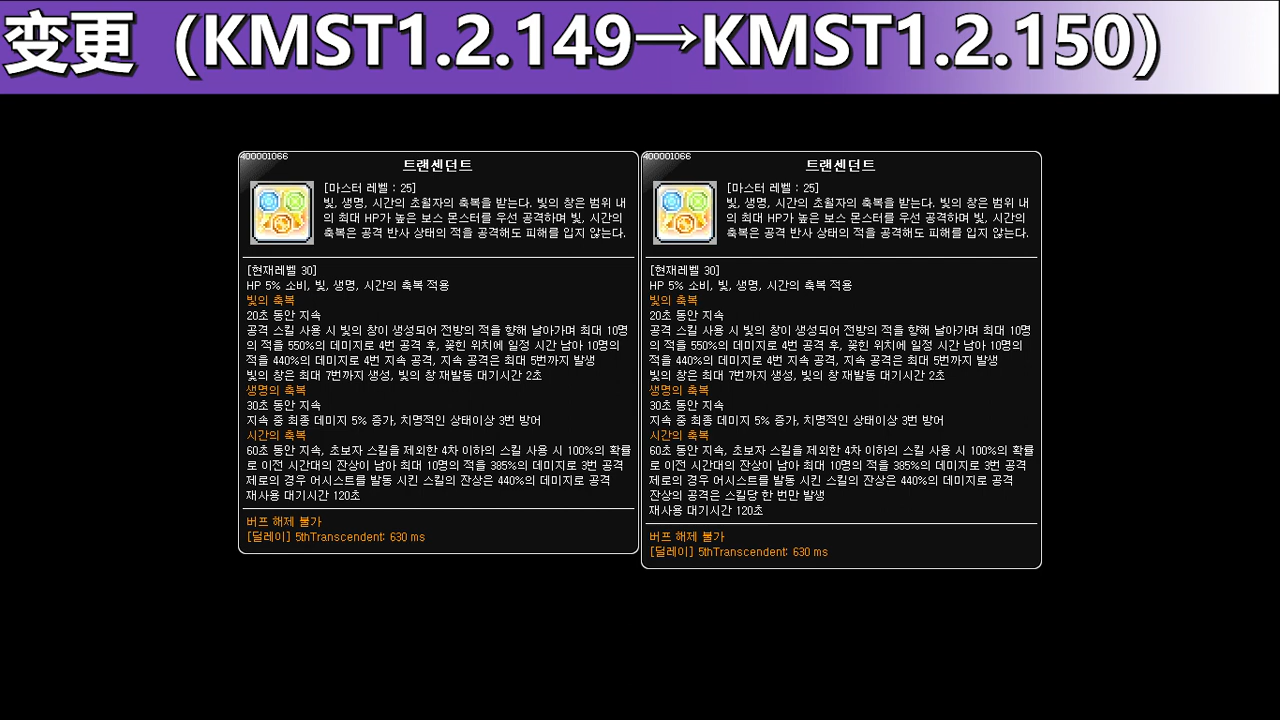 变更（KMST1.2.149→KMST1.2.150)
400001066
트랜센던트
[마스터 레벨 : 25]
빛, 생명, 시간의 초월자의 축복을 받는다. 빛의 창은 범위 내
의 최대 HP가 높은 보스 몬스터를 우선 공격하며 빛, 시간의
축복은 공격 반사 상태의 적을 공격해도 피해를 입지 않는다.
[현재레벨 30]
HP 5% 소비, 빛, 생명, 시간의 축복 적용
빛의 축복
20초 동안 지속
공격 스킬 사용 시 빛의 창이 생성되어 전방의 적을 향해 날아가며 최대 10명
의 적을 550%의 데미지로 4번 공격 후, 꽂힌 위치에 일정 시간 남아 10명의
적을 440%의 데미지로 4번 지속 공격, 지속 공격은 최대 5번까지 발생
빛의 창은 최대 7번까지 생성, 빛의 창 재발동 대기시간 2초
생명의 축복
30초 동안 지속
지속 중 최종 데미지 5% 증가, 치명적인 상태이상 3번 방어
시간의 축복
60초 동안 지속, 초보자 스킬을 제외한 4차 이하의 스킬 사용 시 100%의 확률
로 이전 시간대의 잔상이 남아 최대 10명의 적을 385%의 데미지로 3번 공격
제로의 경우 어시스트를 발동 시킨 스킬의 잔상은 440%의 데미지로 공격
재사용 대기시간 120초
버프 해제 불가
[딜레이] 5thTranscendent: 630 ms
400001066
트랜센던트
[마스터 레벨 : 25]
빛, 생명, 시간의 초월자의 축복을 받는다. 빛의 창은 범위 내
의 최대 HP가 높은 보스 몬스터를 우선 공격하며 빛, 시간의
축복은 공격 반사 상태의 적을 공격해도 피해를 입지 않는다.
[현재레벨 30]
HP 5% 소비, 빛, 생명, 시간의 축복 적용
빛의 축복
20초 동안 지속
공격 스킬 사용 시 빛의 창이 생성되어 전방의 적을 향해 날아가며 최대 10명
의 적을 550%의 데미지로 4번 공격 후, 꽂힌 위치에 일정 시간 남아 10명의
적을 440%의 데미지로 4번 지속 공격, 지속 공격은 최대 5번까지 발생
빛의 창은 최대 7번까지 생성, 빛의 창 재발동 대기시간 2초
생명의 축복
30초 동안 지속
지속 중 최종 데미지 5% 증가, 치명적인 상태이상 3번 방어
시간의 축복
60초 동안 지속, 초보자 스킬을 제외한 4차 이하의 스킬 사용 시 100%의 확률
로 이전 시간대의 잔상이 남아 최대 10명의 적을 385%의 데미지로 3번 공격
제로의 경우 어시스트를 발동 시킨 스킬의 잔상은 440%의 데미지로 공격
잔상의 공격은 스킬당 한 번만 발생
재사용 대기시간 120초
버프 해제 불가
[딜레이] 5thTranscendent: 630 ms